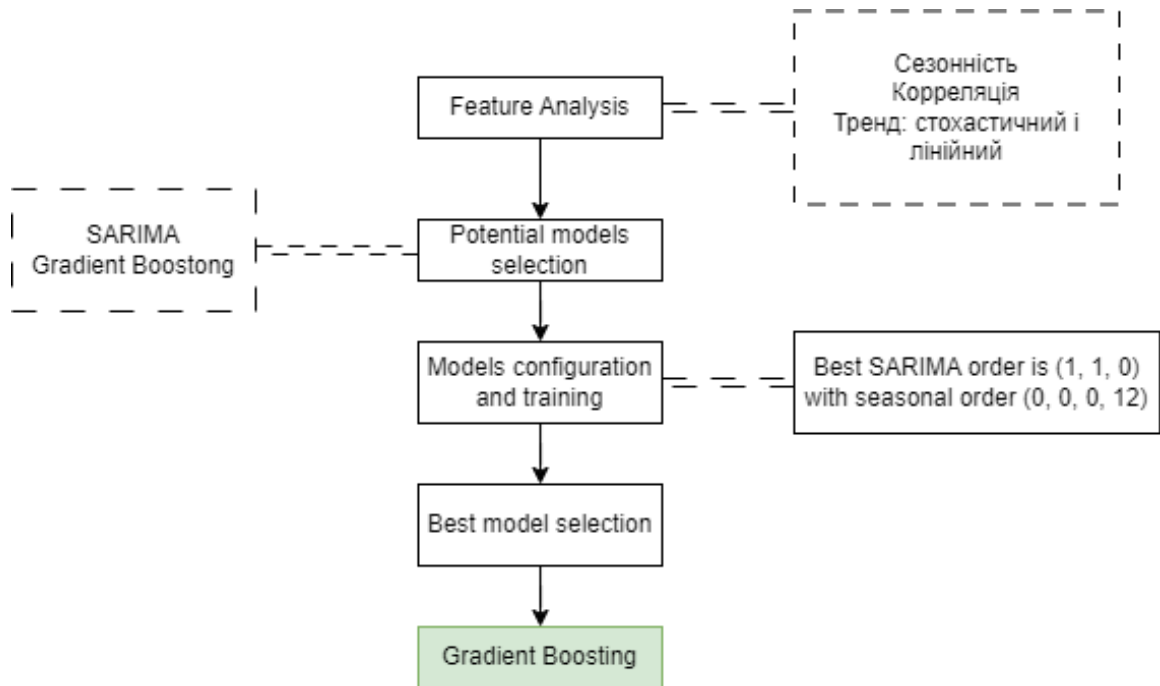 Сезонність
Корреляція
Тренд: стохастичний і
лінійний
Feature Analysis
SARIMA
Gradient Boostong
Potential models
selection
Models configuration
and training
Best SARIMA order is (1, 1, 0)
with seasonal order (0, 0, 0, 12)
Best model selection
Gradient Boosting